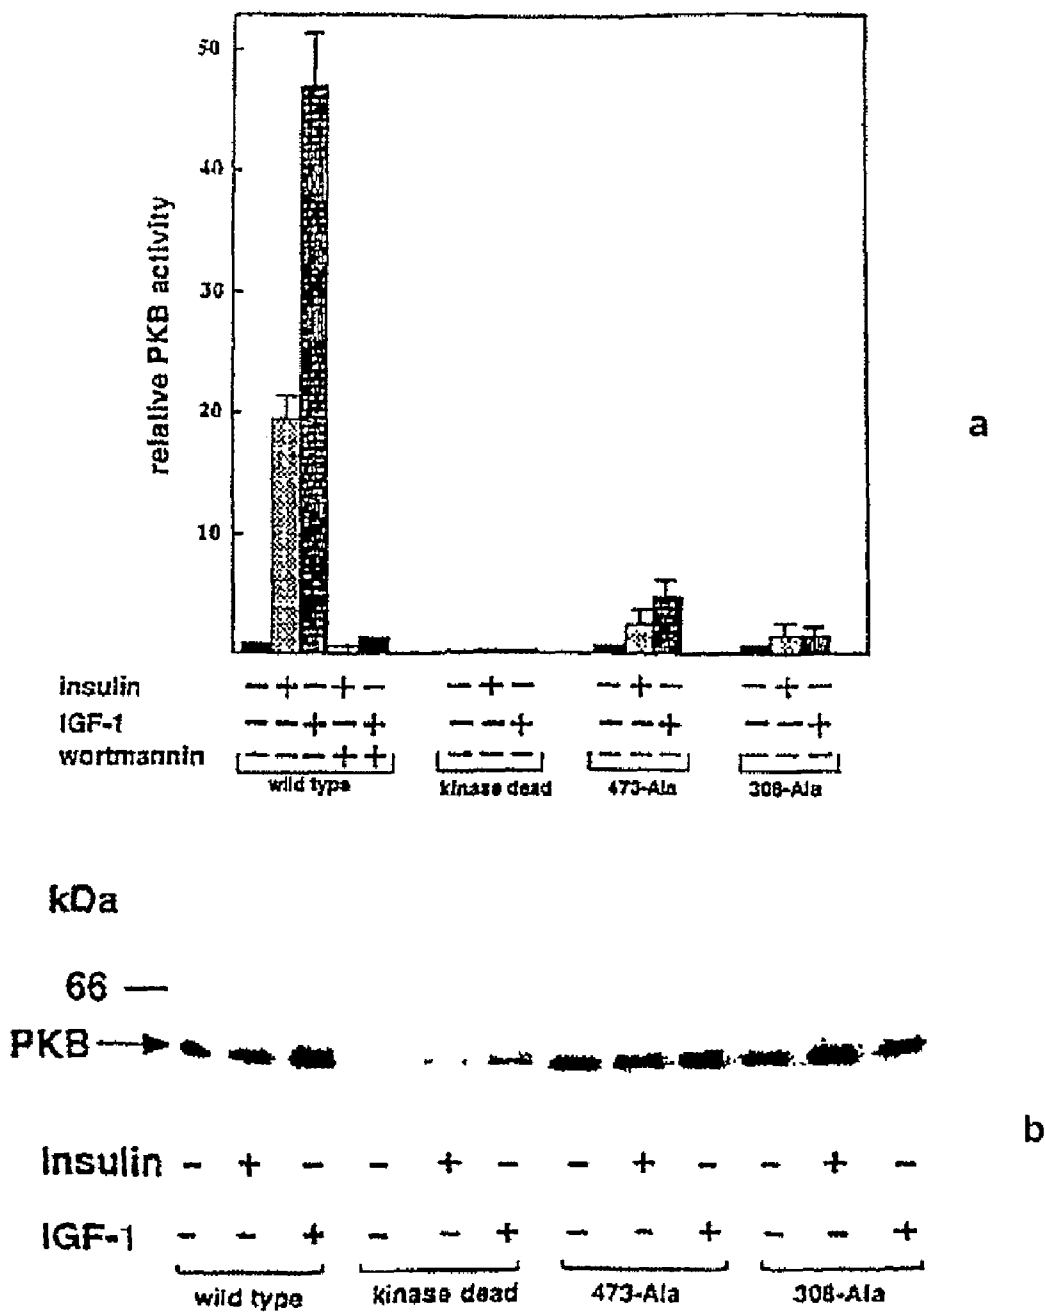 50
40
30
20
10
relative PKB activity
a
insulin − + − + − − + − − + − − + −
IGF-1 − − + − + − − + − − + − − +
wortmannin − − − + + − − − − − − − − −
wild type kinase dead 473-Ala 308-Ala
kDa
66
PKB
b
Insulin − + − − + − − + − − + −
IGF-1 − − + − − + − − + − − +
wild type kinase dead 473-Ala 308-Ala